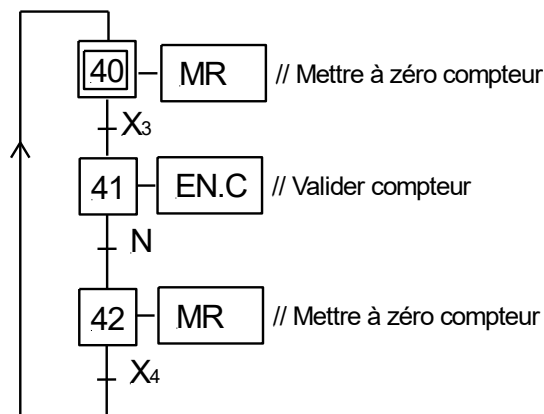 40 MR // Mettre à zéro compteur
X3
41 EN.C // Valider compteur
N
42 MR // Mettre à zéro compteur
X4